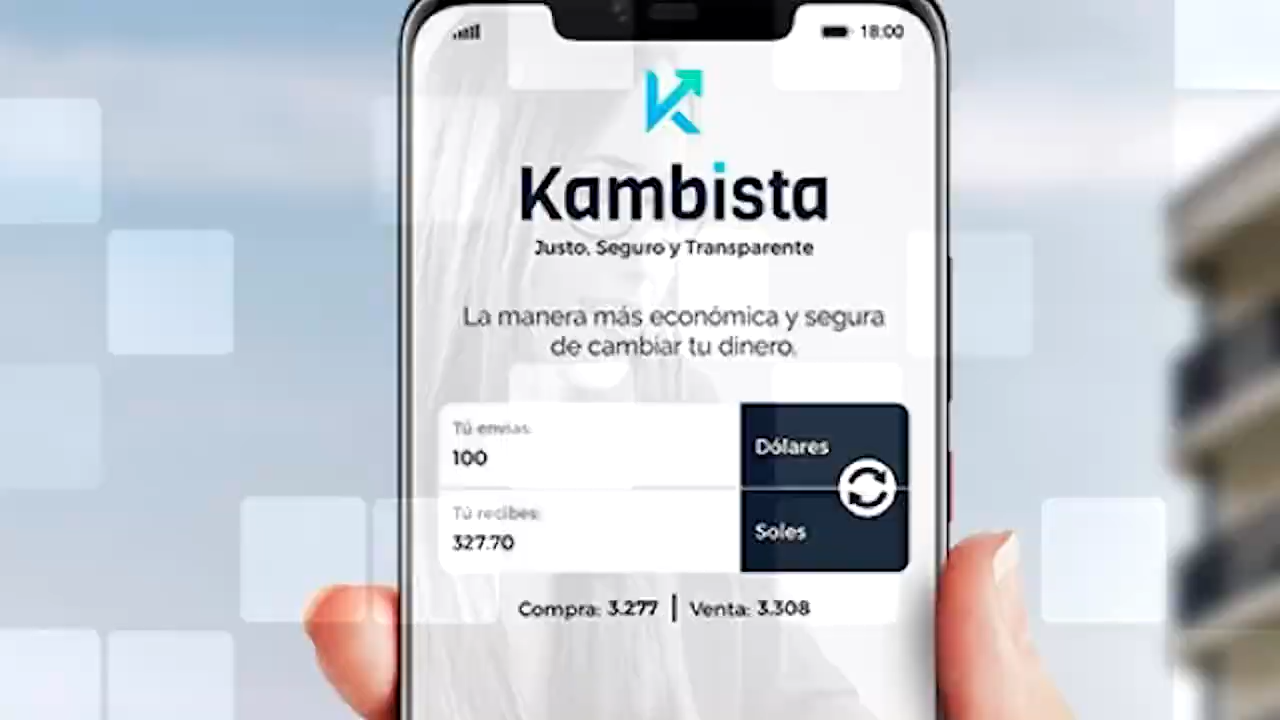 18:00
Kambista
Justo, Seguro y Transparente
La manera más económica y segura
de cambiar tu dinero.
Tú envías:
100
Dólares
Tú recibes:
327.70
Soles
Compra: 3.277 | Venta: 3.308